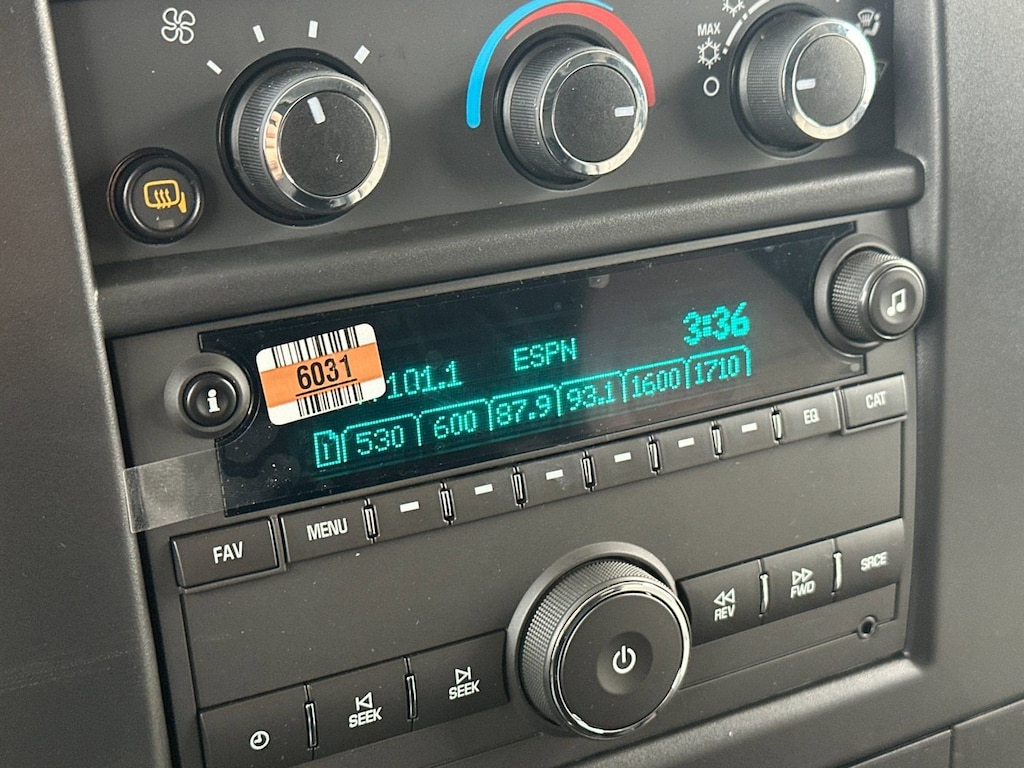 MAX
3:36
6031
101.1 ESPN
1 530 600 87.9 93.1 1600 1710
i
FAV MENU EQ CAT
REV FWD SRCE
SEEK SEEK